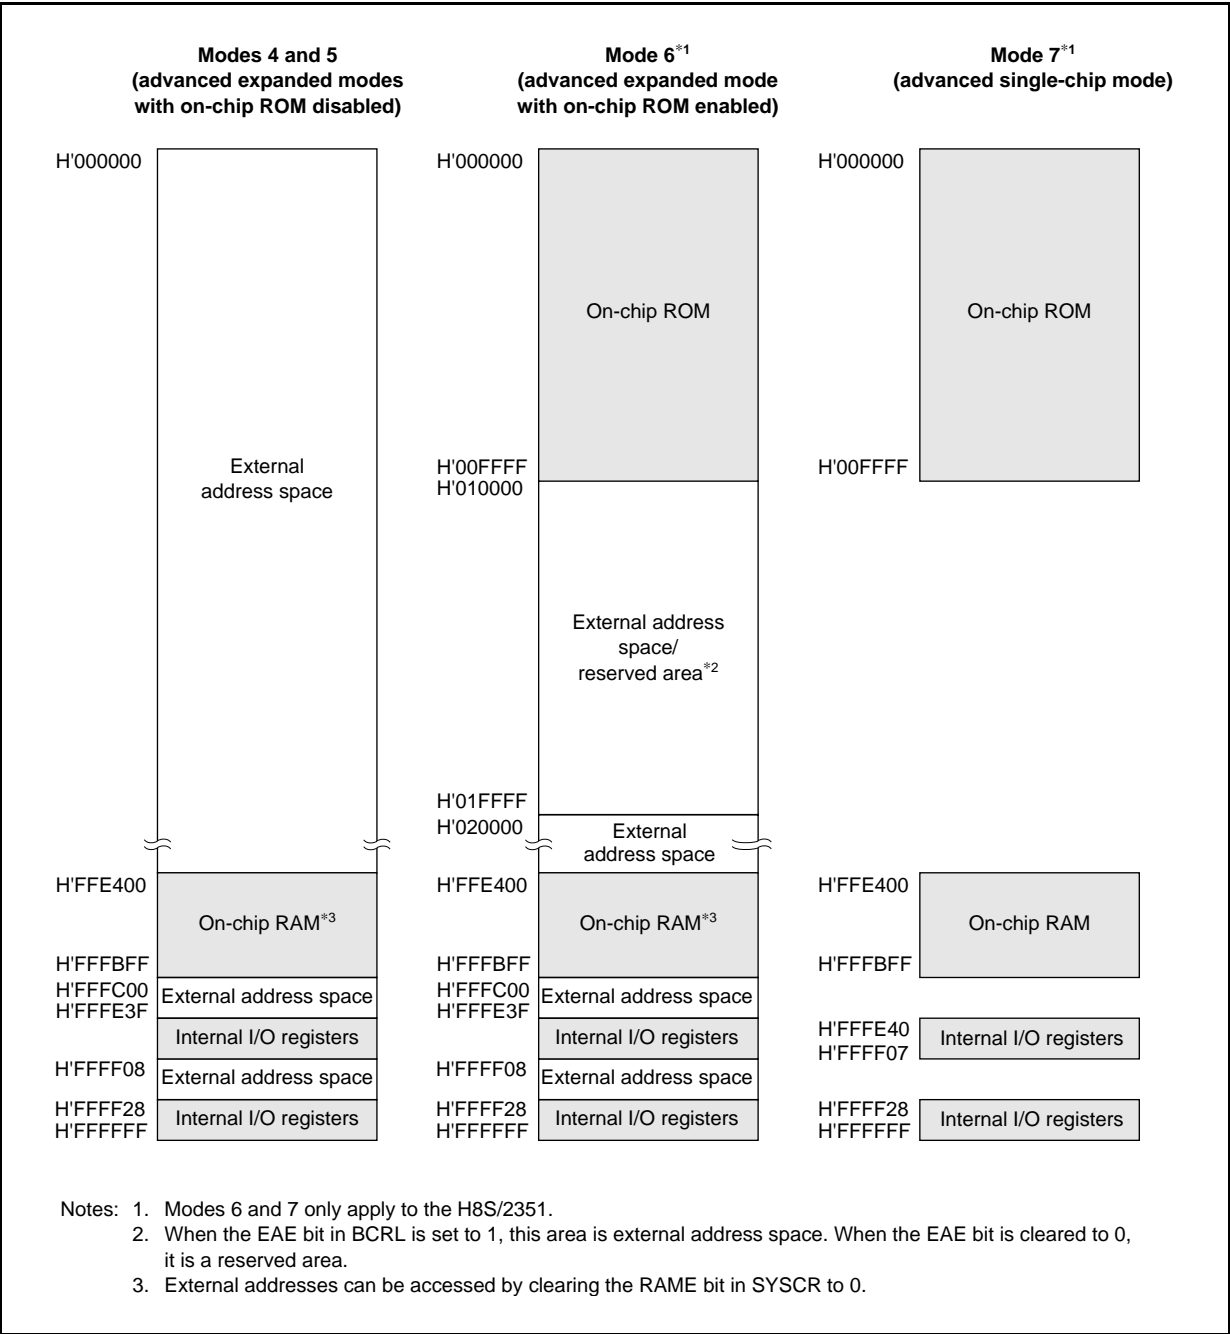 Modes 4 and 5
(advanced expanded modes
with on-chip ROM disabled)
Mode 6*1
(advanced expanded mode
with on-chip ROM enabled)
Mode 7*1
(advanced single-chip mode)
H'000000
External
address space
H'FFE400
On-chip RAM*3
H'FFFBFF
H'FFFC00
External address space
H'FFFE3F
Internal I/O registers
H'FFFF08
External address space
H'FFFF28
Internal I/O registers
H'FFFFFF
H'000000
On-chip ROM
H'00FFFF
H'010000
External address
space/
reserved area*2
H'01FFFF
H'020000
External
address space
H'FFE400
On-chip RAM*3
H'FFFBFF
H'FFFC00
External address space
H'FFFE3F
Internal I/O registers
H'FFFF08
External address space
H'FFFF28
Internal I/O registers
H'FFFFFF
H'000000
On-chip ROM
H'00FFFF
H'FFE400
On-chip RAM
H'FFFBFF
H'FFFE40
Internal I/O registers
H'FFFF07
H'FFFF28
Internal I/O registers
H'FFFFFF
Notes: 1. Modes 6 and 7 only apply to the H8S/2351.
2. When the EAE bit in BCRL is set to 1, this area is external address space. When the EAE bit is cleared to 0,
it is a reserved area.
3. External addresses can be accessed by clearing the RAME bit in SYSCR to 0.